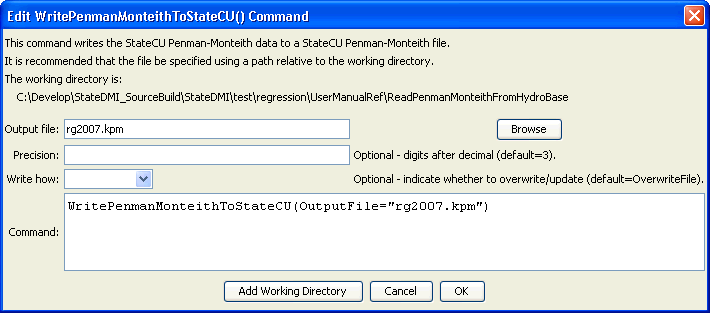 Edit WritePenmanMonteithToStateCU() Command
This command writes the StateCU Penman-Monteith data to a StateCU Penman-Monteith file.
It is recommended that the file be specified using a path relative to the working directory.
The working directory is:
C:\Develop\StateDMI_SourceBuild\StateDMI\test\regression\UserManualRef\ReadPenmanMonteithFromHydroBase
Output file: rg2007.kpm Browse
Precision: Optional - digits after decimal (default=3).
Write how: Optional - indicate whether to overwrite/update (default=OverwriteFile).
WritePenmanMonteithToStateCU(OutputFile="rg2007.kpm")
Command:
Add Working Directory Cancel OK